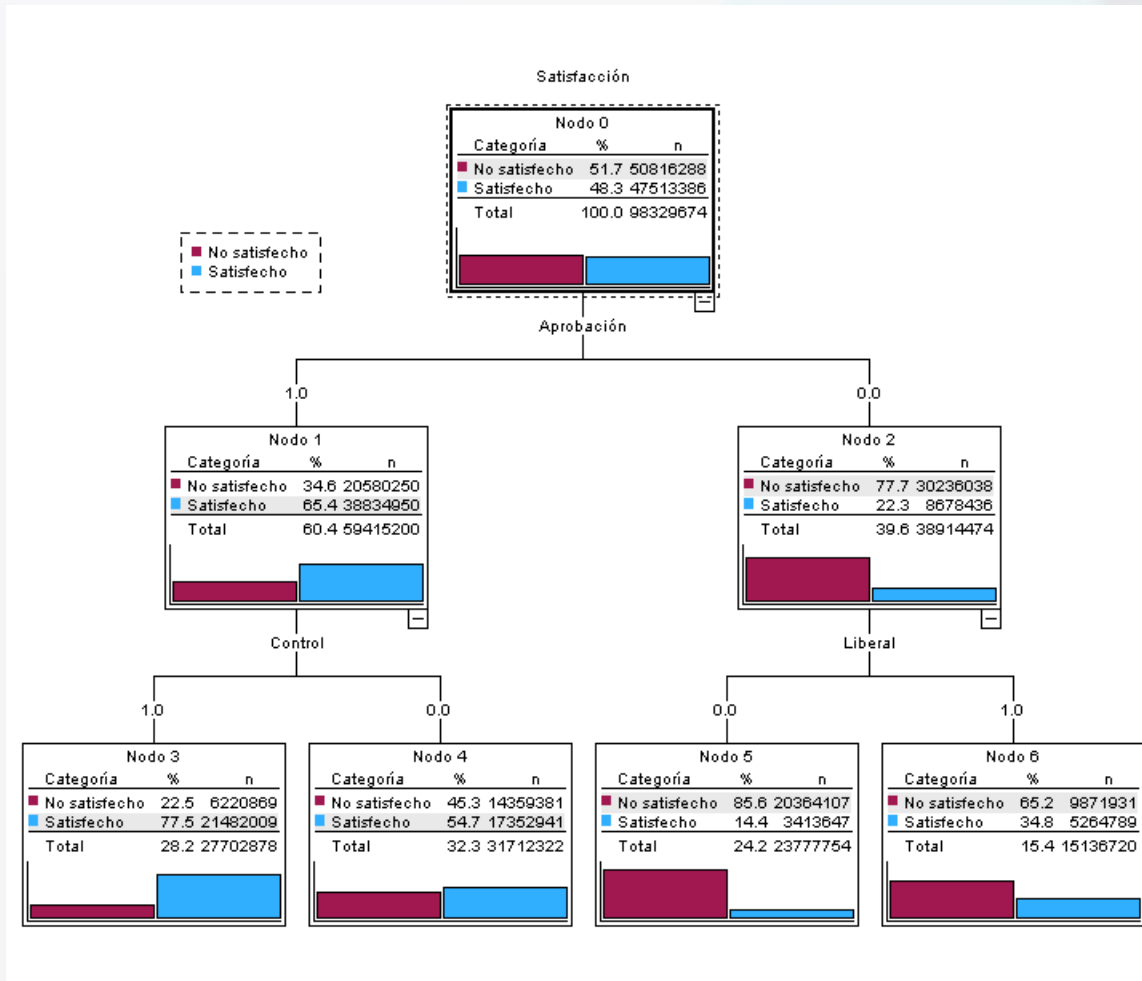 Satisfacción
Nodo 0
Categoría % n
No satisfecho 51.7 50816288
Satisfecho 48.3 47513386
Total 100.0 98329674
No satisfecho
Satisfecho
Aprobación
1.0
0.0
Nodo 1
Categoría % n
No satisfecho 34.6 20580250
Satisfecho 65.4 38834950
Total 60.4 59415200
Nodo 2
Categoría % n
No satisfecho 77.7 30236038
Satisfecho 22.3 8678436
Total 39.6 38914474
Control
Liberal
1.0
0.0
0.0
1.0
Nodo 3
Categoría % n
No satisfecho 22.5 6220869
Satisfecho 77.5 21482009
Total 28.2 27702878
Nodo 4
Categoría % n
No satisfecho 45.3 14359381
Satisfecho 54.7 17352941
Total 32.3 31712322
Nodo 5
Categoría % n
No satisfecho 85.6 20364107
Satisfecho 14.4 3413647
Total 24.2 23777754
Nodo 6
Categoría % n
No satisfecho 65.2 9871931
Satisfecho 34.8 5264789
Total 15.4 15136720